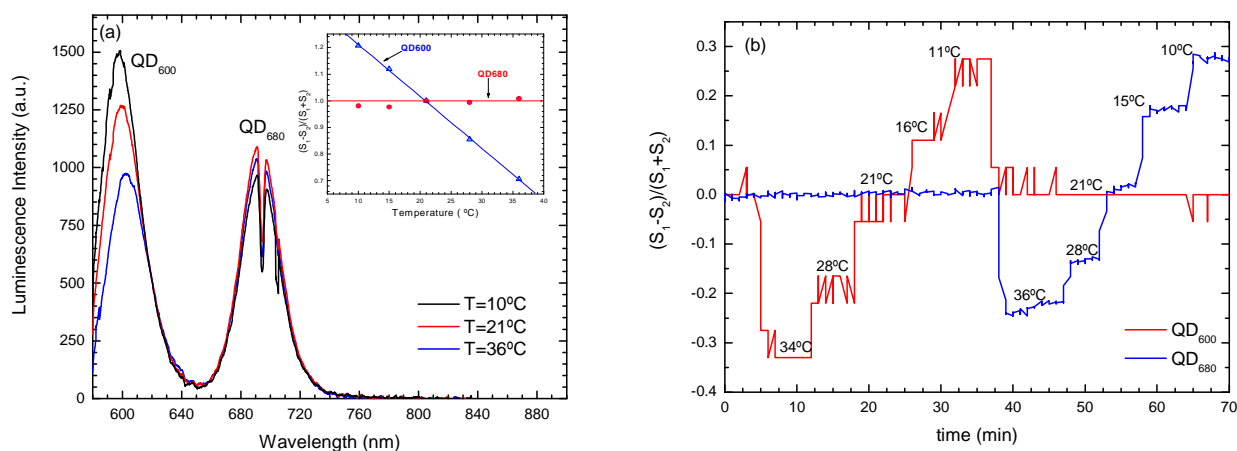 (a)
Luminescence Intensity (a.u.)
1500
1250
1000
750
500
250
0
QD600
QD680
600
640
680
720
760
800
840
880
Wavelength (nm)
T=10ºC
T=21ºC
T=36ºC
QD600
QD680
(S1-S2)/(S1+S2)
1.2
1.1
1.0
0.9
0.8
0.7
5
10
15
20
25
30
35
40
Temperature ( ºC)
(b)
(S1-S2)/(S1+S2)
0.3
0.2
0.1
0.0
-0.1
-0.2
-0.3
-0.4
0
10
20
30
40
50
60
70
time (min)
34ºC
28ºC
21ºC
16ºC
11ºC
36ºC
28ºC
21ºC
15ºC
10ºC
QD600
QD680